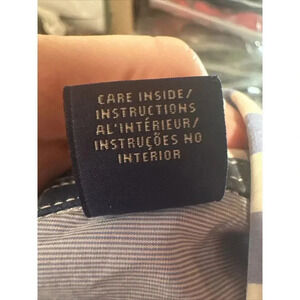 CARE INSIDE/
INSTRUCTIONS
AL'INTÉRIEUR/
INSTRUÇÕES NO
INTERIOR